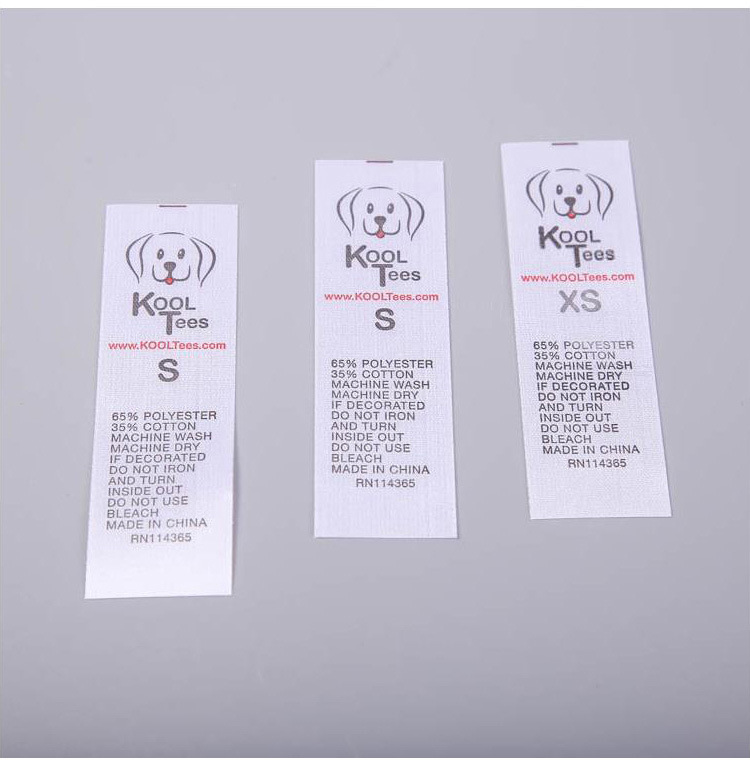 KOOL
Tees
www.KOOLTees.com
S
65% POLYESTER
35% COTTON
MACHINE WASH
MACHINE DRY
IF DECORATED
DO NOT IRON
AND TURN
INSIDE OUT
DO NOT USE
BLEACH
MADE IN CHINA
RN114365
KOOL
Tees
www.KOOLTees.com
S
65% POLYESTER
35% COTTON
MACHINE WASH
MACHINE DRY
IF DECORATED
DO NOT IRON
AND TURN
INSIDE OUT
DO NOT USE
BLEACH
MADE IN CHINA
RN114365
KOOL
Tees
www.KOOLTees.com
XS
65% POLYESTER
35% COTTON
MACHINE WASH
MACHINE DRY
IF DECORATED
DO NOT IRON
AND TURN
INSIDE OUT
DO NOT USE
BLEACH
MADE IN CHINA
RN114365